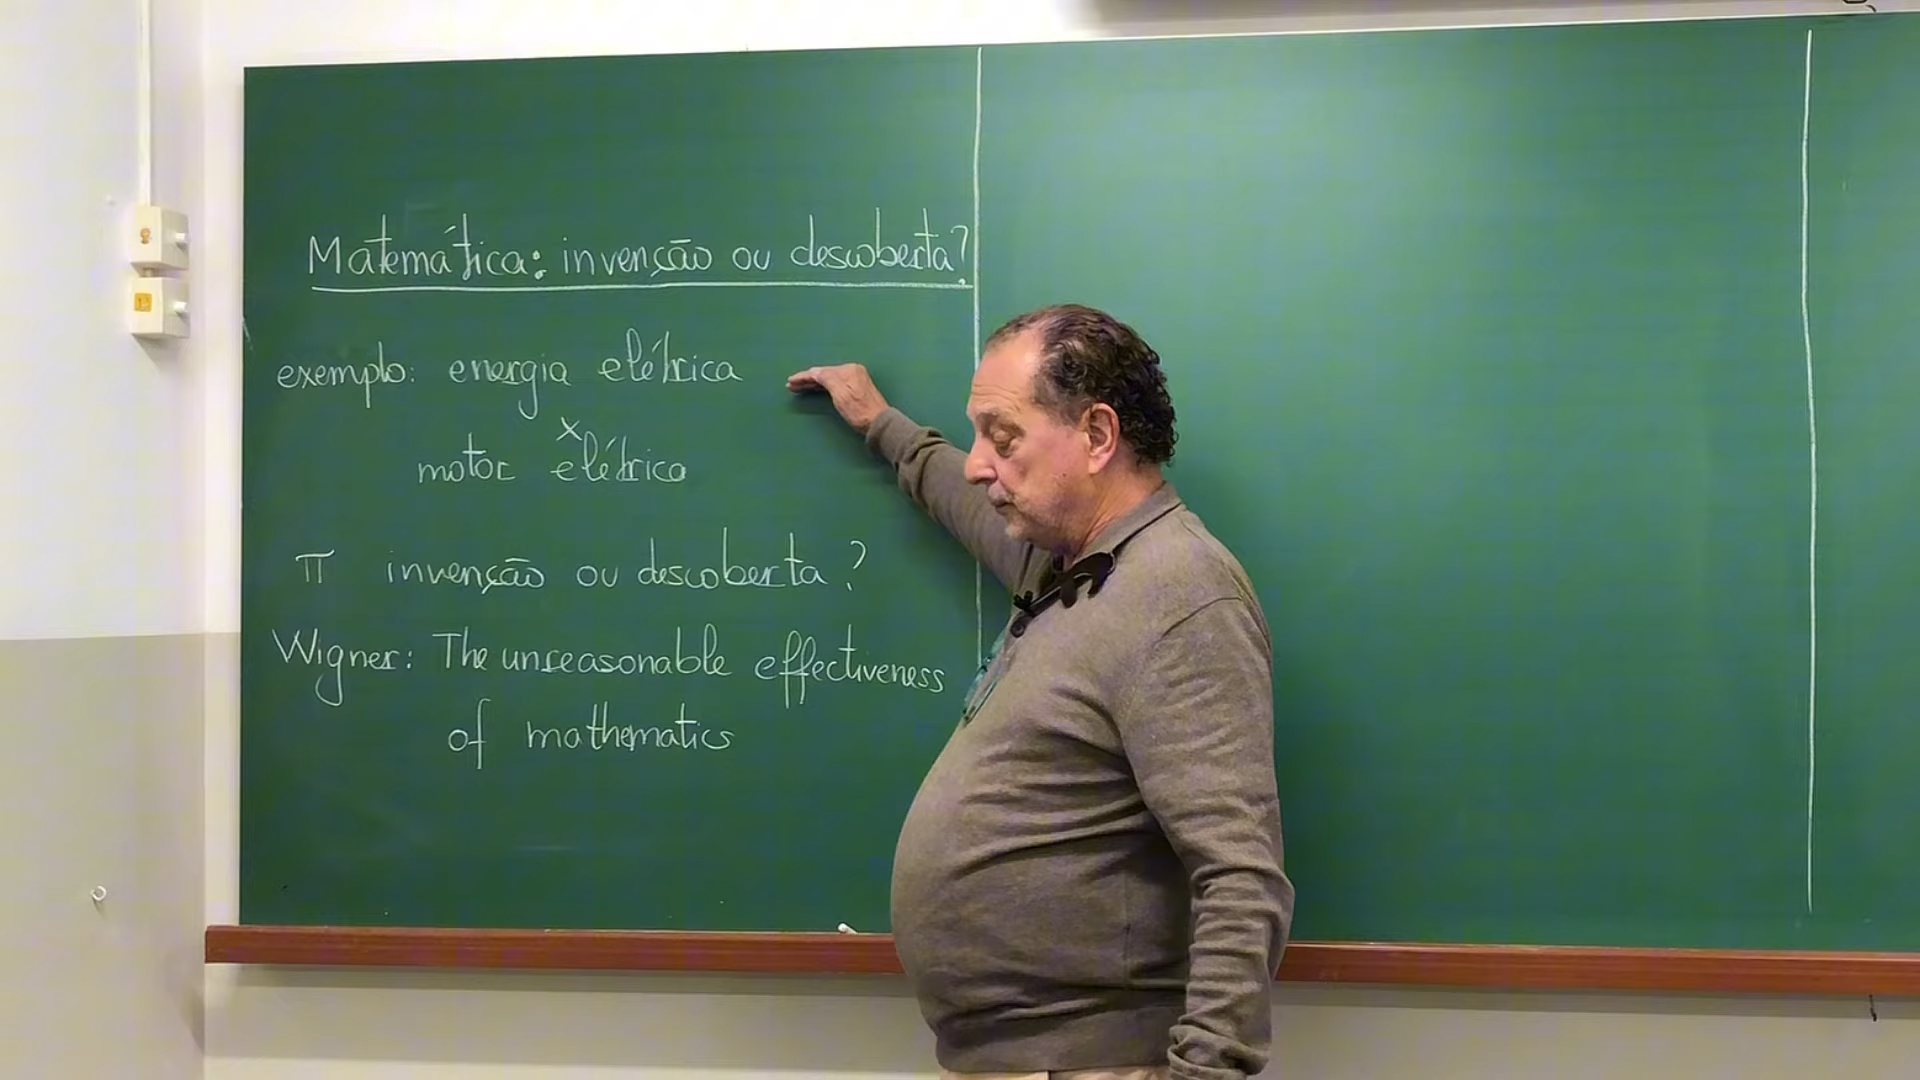 Matemática: invenção ou descoberta?
exemplo: energia elétrica
x
motor elétrico
π invenção ou descoberta?
Wigner: The unreasonable effectiveness
of mathematics